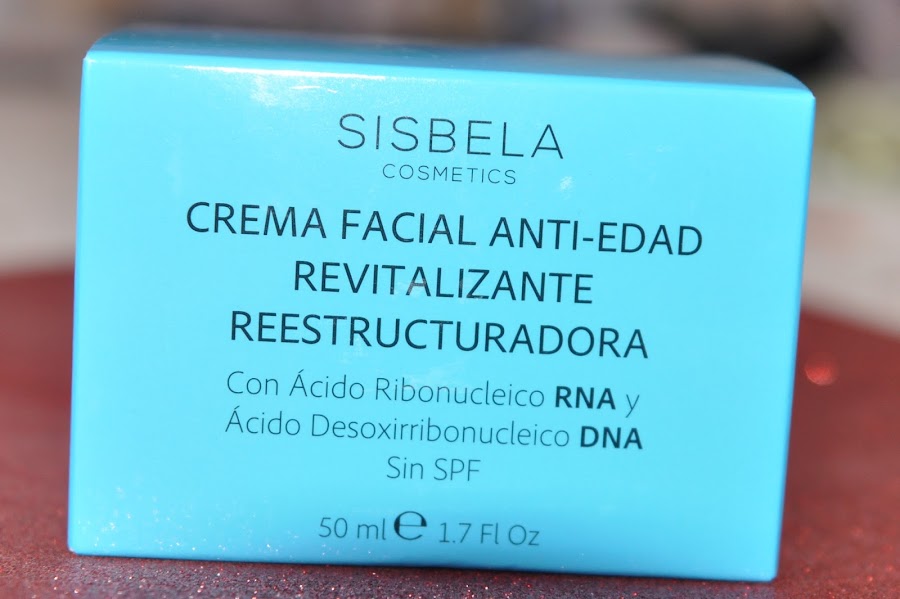 SISBELA
COSMETICS
CREMA FACIAL ANTI-EDAD
REVITALIZANTE
REESTRUCTURADORA
Con Ácido Ribonucleico RNA y
Ácido Desoxirribonucleico DNA
Sin SPF
50 ml ℮ 1.7 Fl Oz